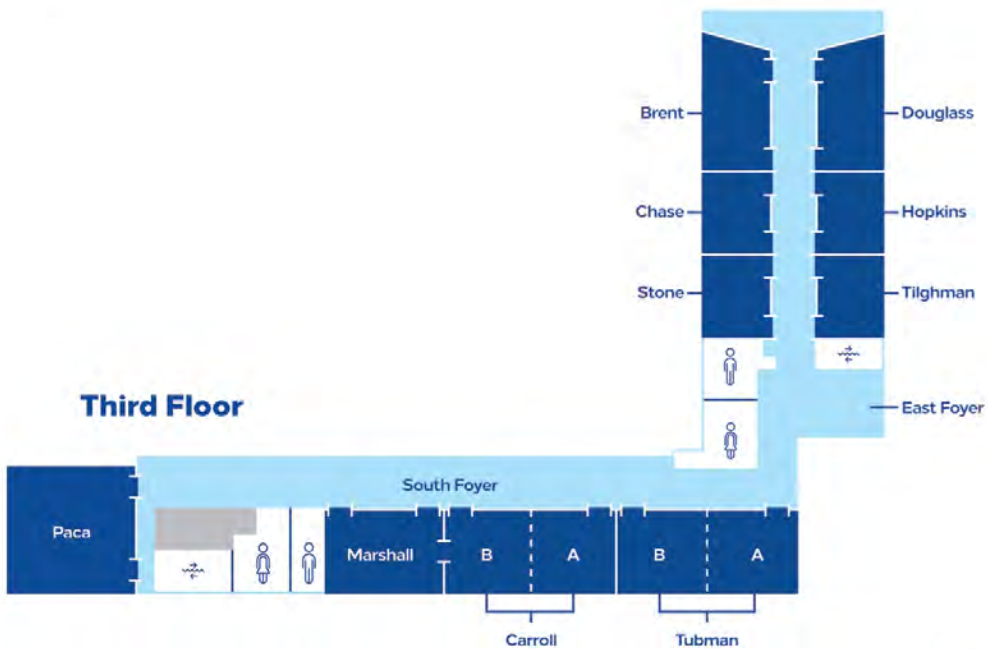 Brent
Douglass
Chase
Hopkins
Stone
Tilghman
Third Floor
East Foyer
South Foyer
Paca
Marshall
B
A
B
A
Carroll
Tubman